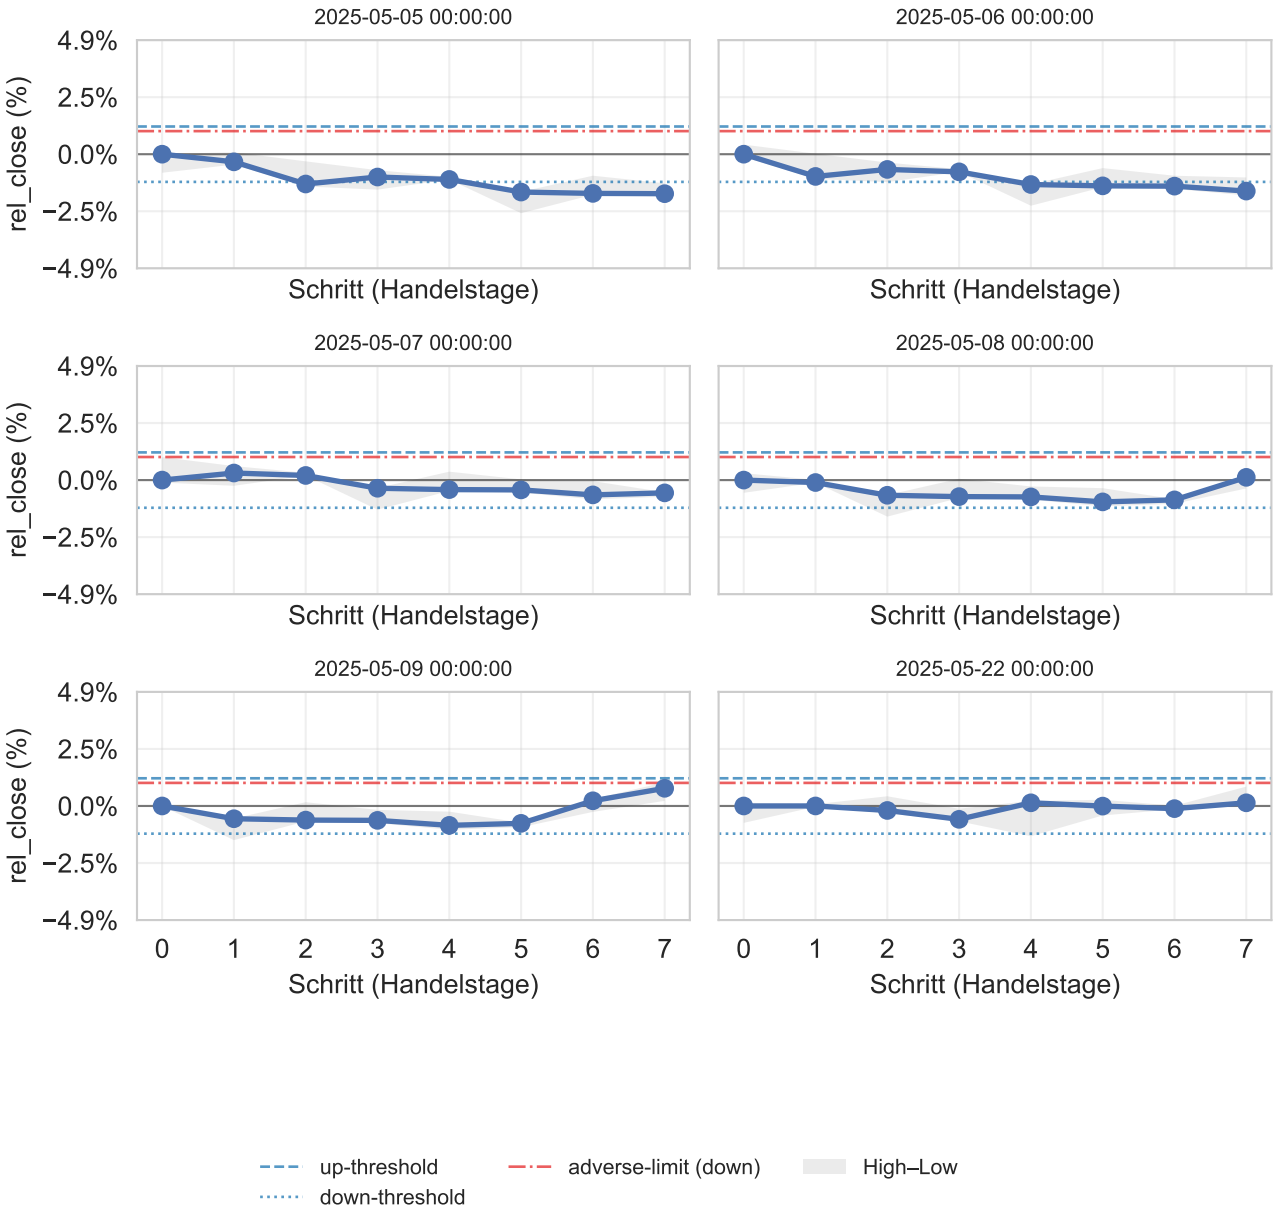 2025-05-05 00:00:00
2025-05-06 00:00:00
4.9%
2.5%
0.0%
−2.5%
−4.9%
rel_close (%)
Schritt (Handelstage)
Schritt (Handelstage)
2025-05-07 00:00:00
2025-05-08 00:00:00
4.9%
2.5%
0.0%
−2.5%
−4.9%
rel_close (%)
Schritt (Handelstage)
Schritt (Handelstage)
2025-05-09 00:00:00
2025-05-22 00:00:00
4.9%
2.5%
0.0%
−2.5%
−4.9%
rel_close (%)
0 1 2 3 4 5 6 7
0 1 2 3 4 5 6 7
Schritt (Handelstage)
Schritt (Handelstage)
up-threshold
down-threshold
adverse-limit (down)
High–Low